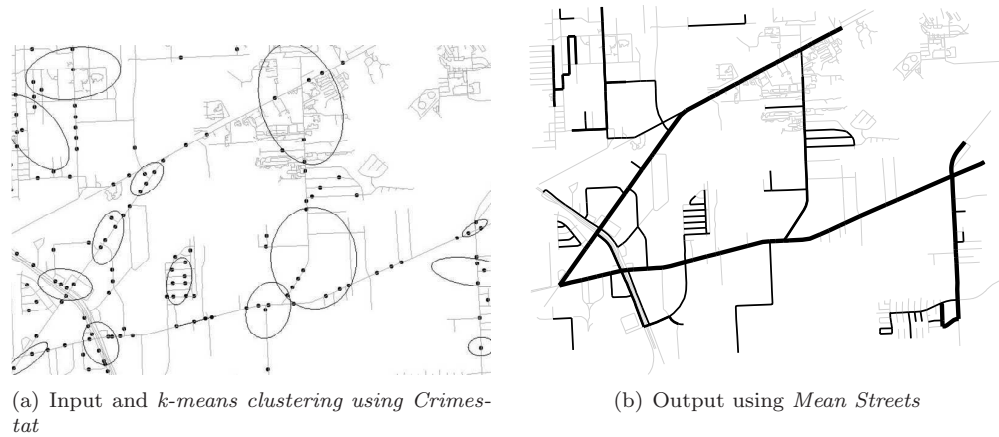 (a) Input and k-means clustering using Crimes-
tat
(b) Output using Mean Streets